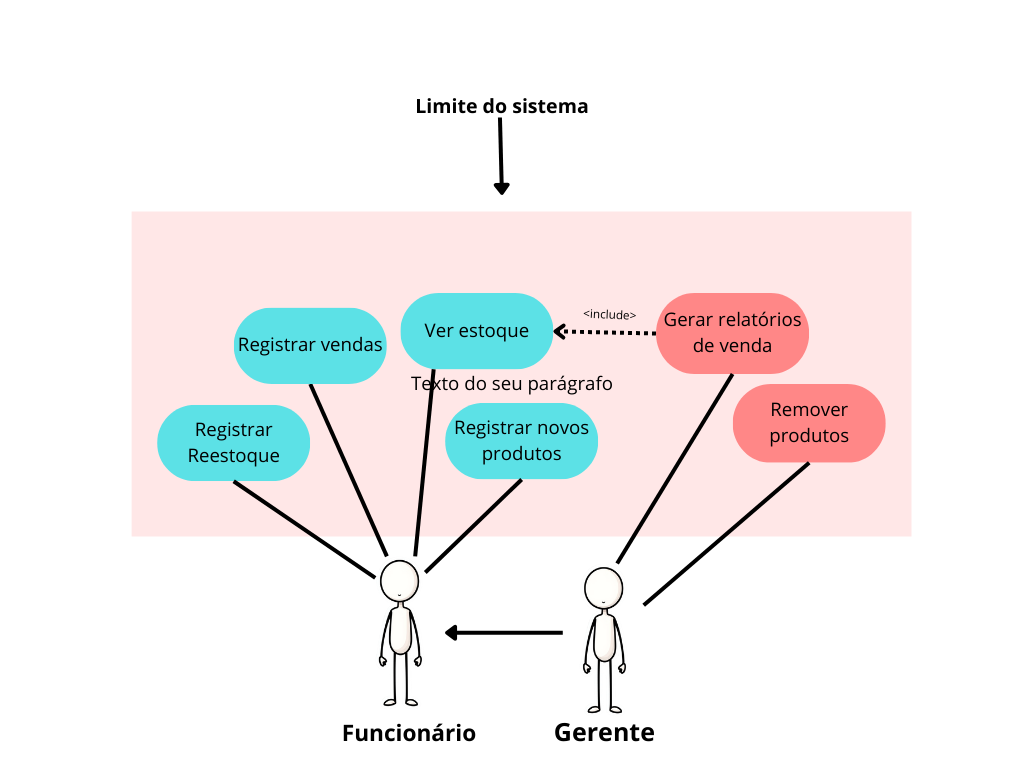 Limite do sistema
<include>
Gerar relatórios
de venda
Ver estoque
Registrar vendas
Texto do seu parágrafo
Remover
produtos
Registrar
Reestoque
Registrar novos
produtos
Funcionário
Gerente